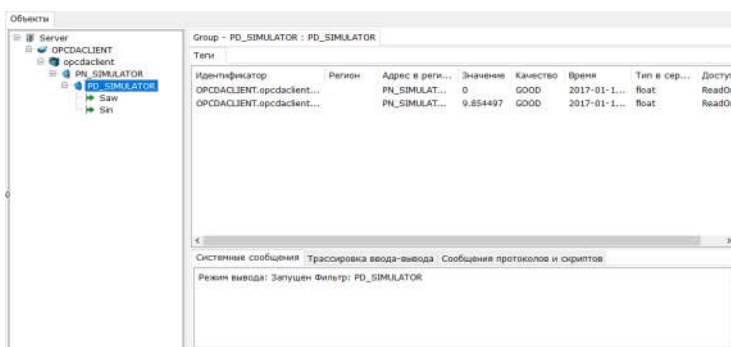 Объекты
Server
OPCDACLIENT
opcdaclient
PN_SIMULATOR
PD_SIMULATOR
Saw
Sin
Group - PD_SIMULATOR : PD_SIMULATOR
Теги
Идентификатор Регион Адрес в реги... Значение Качество Время Тип в сер... Доступ
OPCDACLIENT.opcdaclient... PN_SIMULAT... 0 GOOD 2017-01-1... float ReadO
OPCDACLIENT.opcdaclient... PN_SIMULAT... 9.854497 GOOD 2017-01-1... float ReadO
Системные сообщения Трассировка ввода-вывода Сообщения протоколов и скриптов
Режим вывода: Запущен Фильтр: PD_SIMULATOR